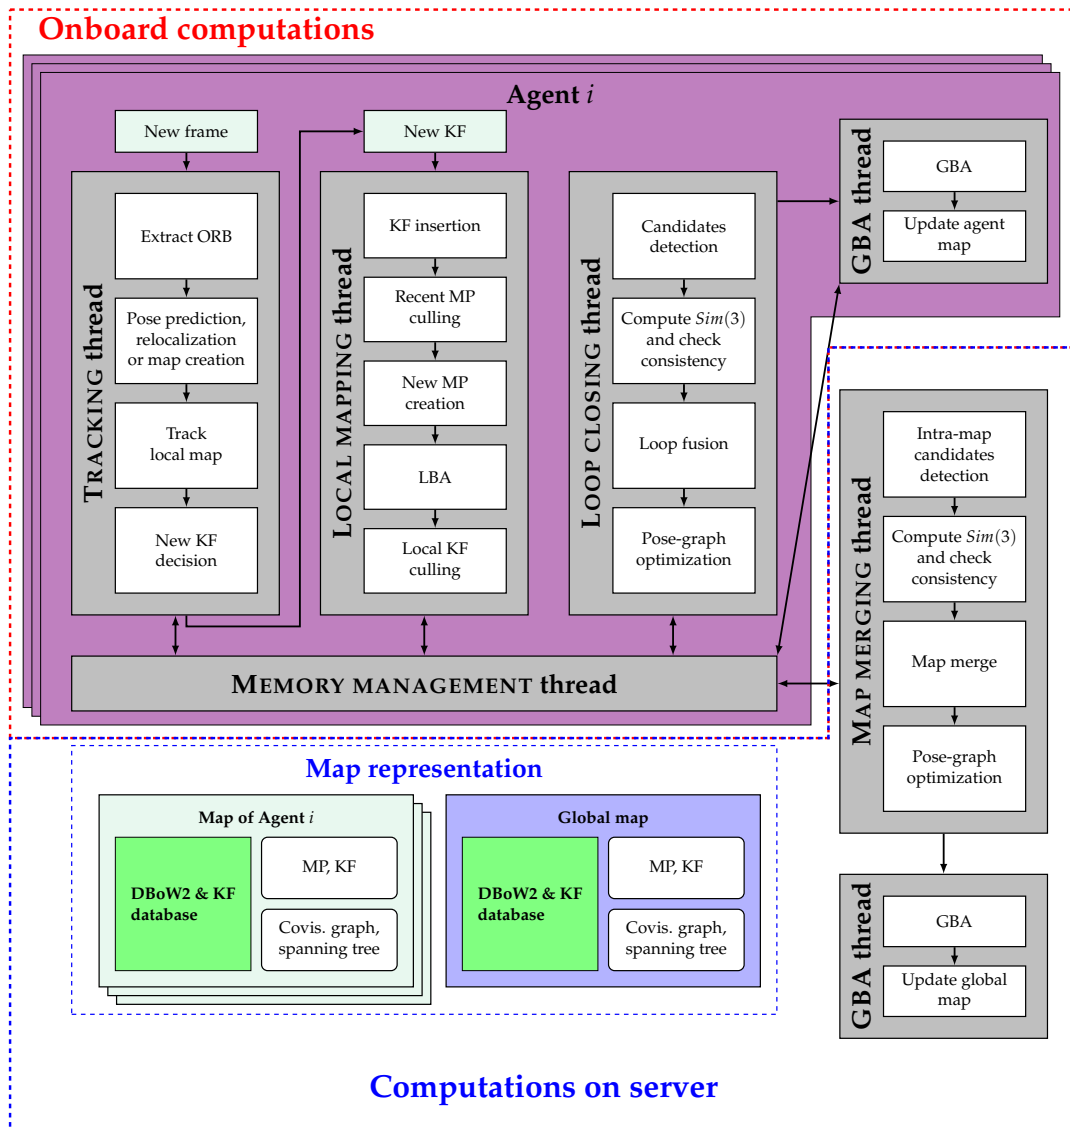 Onboard computations
Agent i
New frame
TRACKING thread
Extract ORB
Pose prediction,
relocalization
or map creation
Track
local map
New KF
decision
New KF
LOCAL MAPPING thread
KF insertion
Recent MP
culling
New MP
creation
LBA
Local KF
culling
LOOP CLOSING thread
Candidates
detection
Compute Sim(3)
and check
consistency
Loop fusion
Pose-graph
optimization
GBA thread
GBA
Update agent
map
MEMORY MANAGEMENT thread
MAP MERGING thread
Intra-map
candidates
detection
Compute Sim(3)
and check
consistency
Map merge
Pose-graph
optimization
GBA thread
GBA
Update global
map
Map representation
Map of Agent i
DBoW2 & KF
database
MP, KF
Covis. graph,
spanning tree
Global map
DBoW2 & KF
database
MP, KF
Covis. graph,
spanning tree
Computations on server